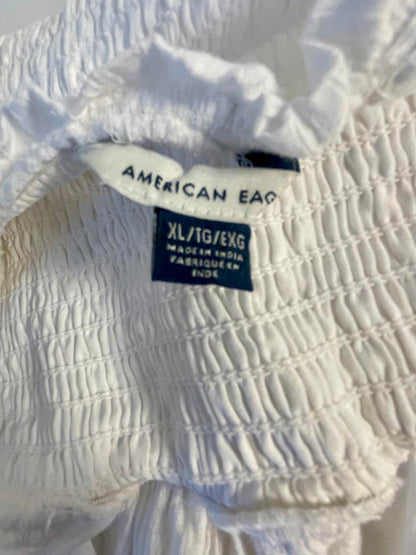 AMERICAN EAG
XL/TG/EXG
MADE IN INDIA
FABRIQUE EN
INDE